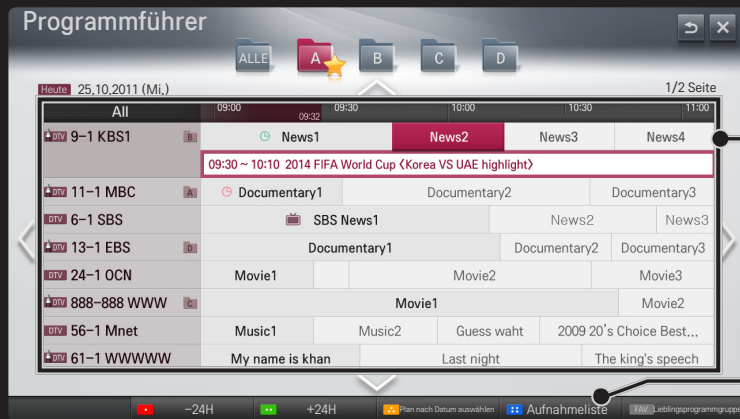 Programmführer
ALLE A B C D
Heute 25.10.2011 (Mi.) 1/2 Seite
All 09:00 09:32 09:30 10:00 10:30 11:00
DTV 9-1 KBS1 B News1 News2 News3 News4
09:30 ~ 10:10 2014 FIFA World Cup 〈Korea VS UAE highlight〉
DTV 11-1 MBC A Documentary1 Documentary2 Documentary3
DTV 6-1 SBS SBS News1 News2 News3
DTV 13-1 EBS D Documentary1 Documentary2 Documentary3
DTV 24-1 OCN Movie1 Movie2 Movie3
DTV 888-888 WWW C Movie1 Movie2
DTV 56-1 Mnet Music1 Music2 Guess waht 2009 20's Choice Best...
DTV 61-1 WWWWW My name is khan Last night The king's speech
-24H +24H Plan nach Datum auswählen Aufnahmeliste FAV Lieblingsprogrammgruppe